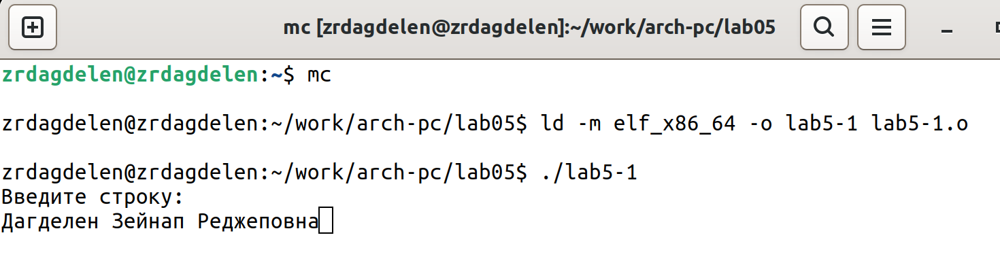 mc [zrdagdelen@zrdagdelen]:~/work/arch-pc/lab05
zrdagdelen@zrdagdelen:~$ mc
zrdagdelen@zrdagdelen:~/work/arch-pc/lab05$ ld -m elf_x86_64 -o lab5-1 lab5-1.o
zrdagdelen@zrdagdelen:~/work/arch-pc/lab05$ ./lab5-1
Введите строку:
Дагделен Зейнап Реджеповна